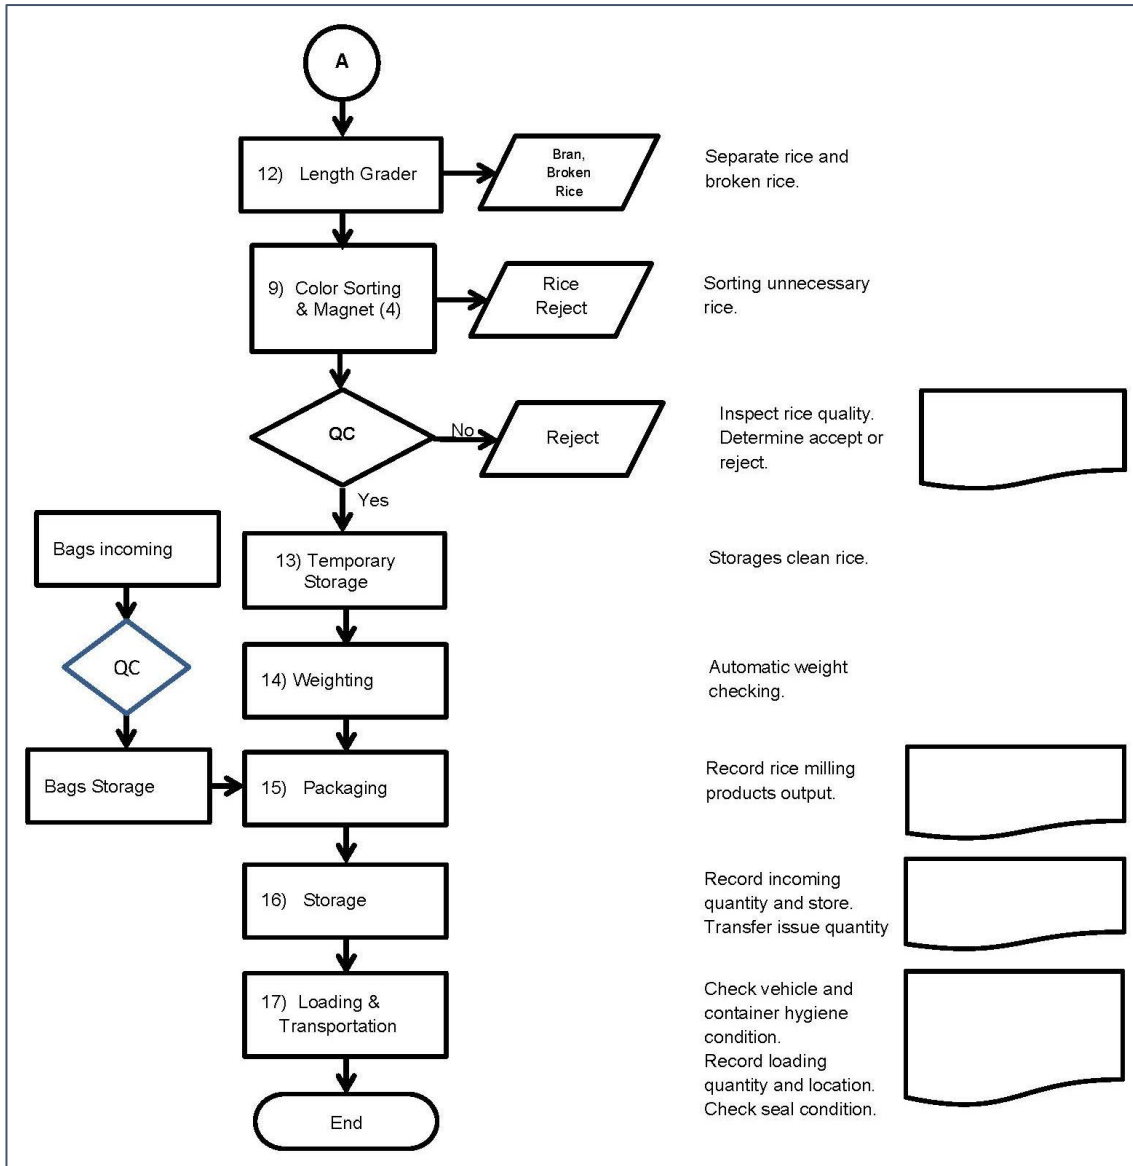 A
12) Length Grader
Bran,
Broken
Rice
Separate rice and
broken rice.
9) Color Sorting
& Magnet (4)
Rice
Reject
Sorting unnecessary
rice.
QC
No
Reject
Inspect rice quality.
Determine accept or
reject.
Yes
Bags incoming
13) Temporary
Storage
Storages clean rice.
QC
14) Weighting
Automatic weight
checking.
Bags Storage
15) Packaging
Record rice milling
products output.
16) Storage
Record incoming
quantity and store.
Transfer issue quantity
17) Loading &
Transportation
Check vehicle and
container hygiene
condition.
Record loading
quantity and location.
Check seal condition.
End